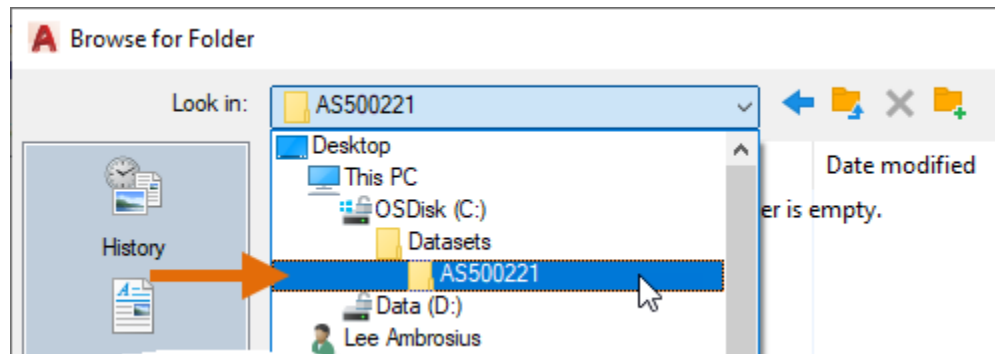 Browse for Folder
Look in:
AS500221
Desktop
This PC
OSDisk (C:)
Datasets
AS500221
Data (D:)
Lee Ambrosius
History
Date modified
er is empty.